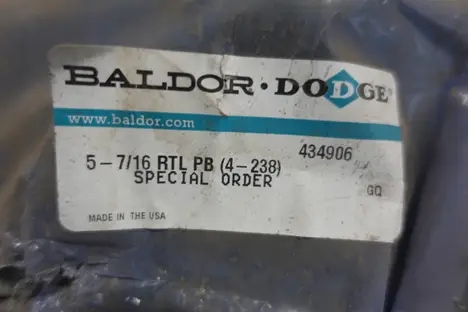 BALDOR · DODGE®
www.baldor.com
434906
5-7/16 RTL PB (4-238)
SPECIAL ORDER
GQ
MADE IN THE USA